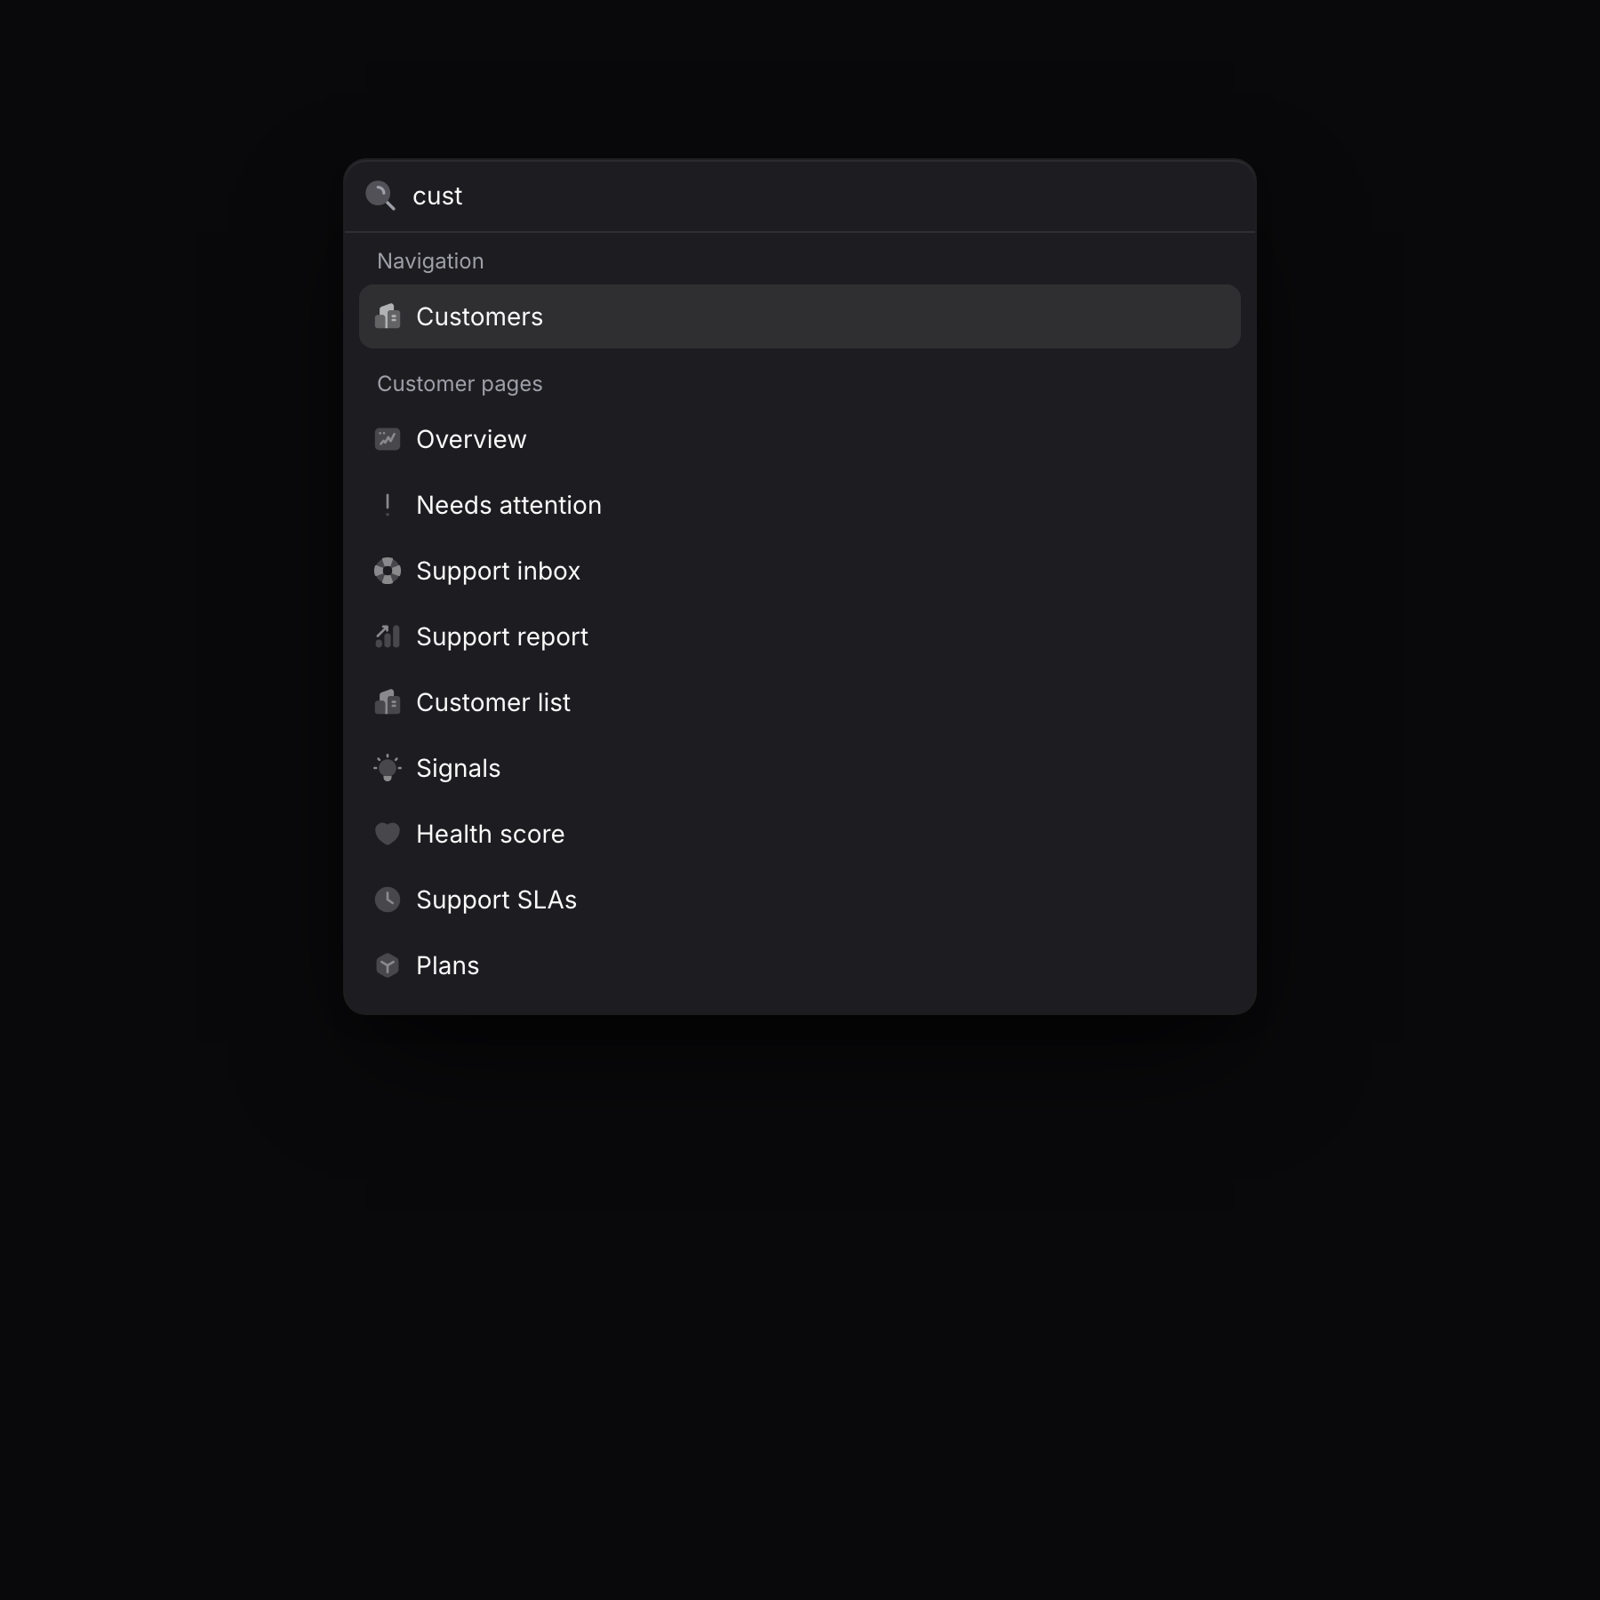 cust
Navigation
Customers
Customer pages
Overview
Needs attention
Support inbox
Support report
Customer list
Signals
Health score
Support SLAs
Plans